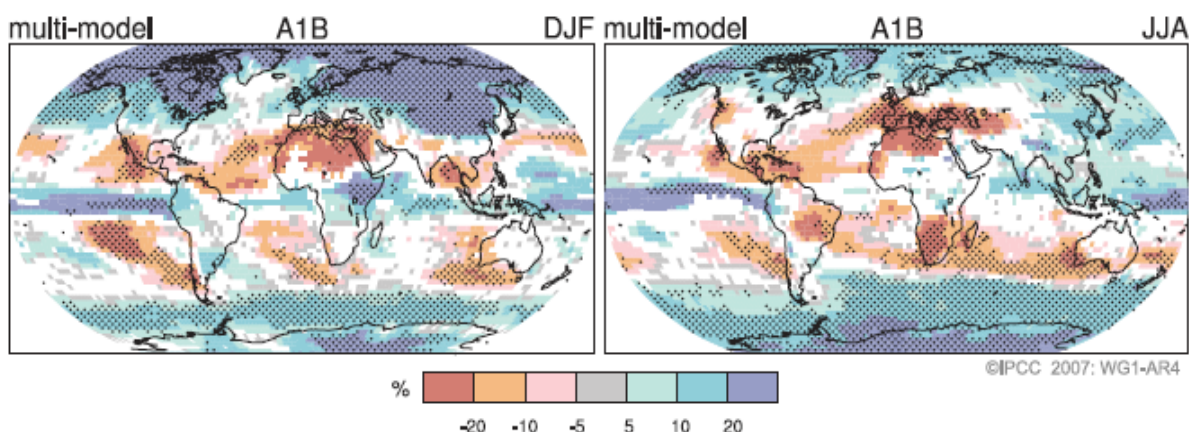 multi-model A1B DJF
multi-model A1B JJA
©IPCC 2007: WG1-AR4
%
-20 -10 -5 5 10 20